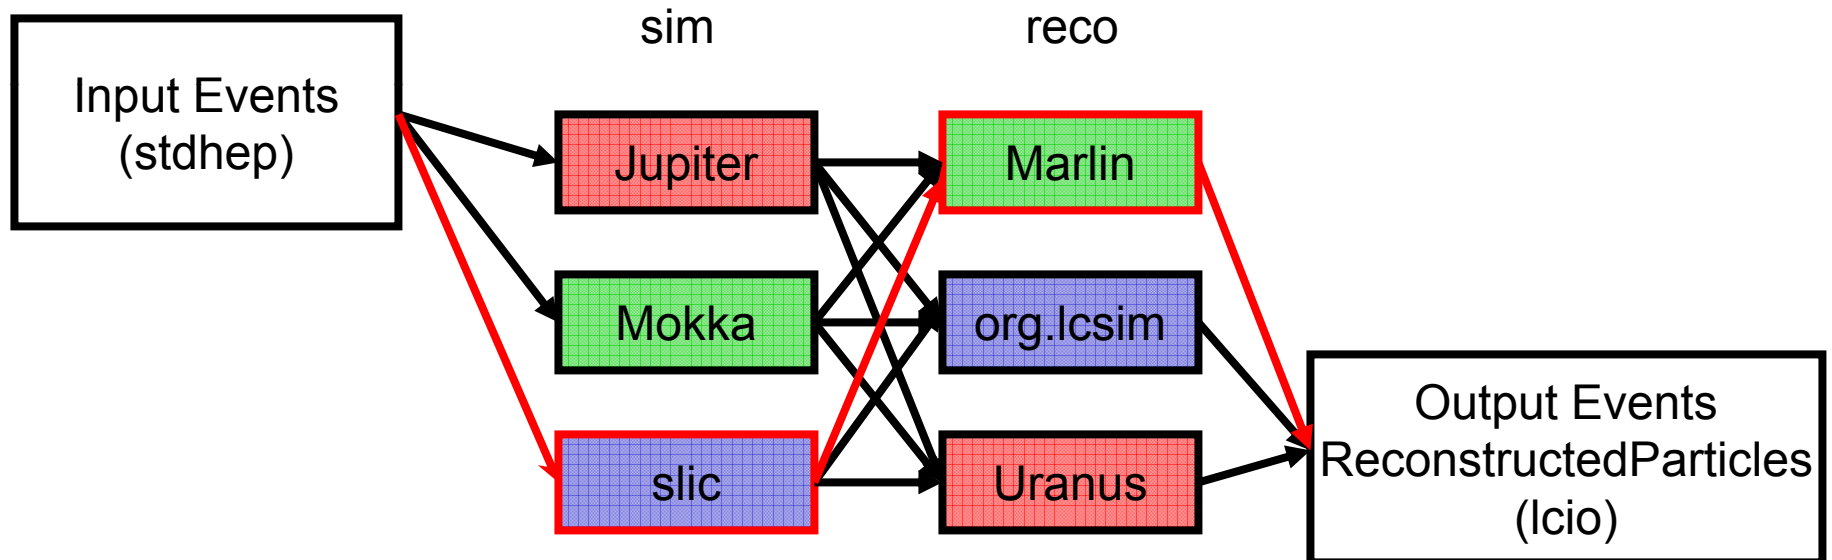 sim
reco
Input Events
(stdhep)
Jupiter
Marlin
Mokka
org.lcsim
slic
Uranus
Output Events
ReconstructedParticles
(lcio)